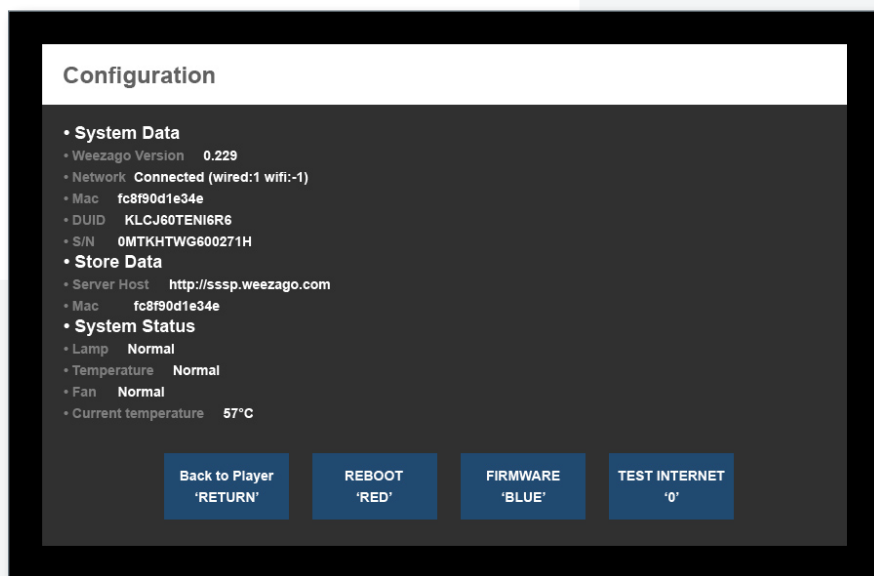 Configuration
• System Data
• Weezago Version 0.229
• Network Connected (wired:1 wifi:-1)
• Mac fc8f90d1e34e
• DUID KLCJ60TENI6R6
• S/N 0MTKHTWG600271H
• Store Data
• Server Host http://sssp.weezago.com
• Mac fc8f90d1e34e
• System Status
• Lamp Normal
• Temperature Normal
• Fan Normal
• Current temperature 57°C
Back to Player
‘RETURN’
REBOOT
‘RED’
FIRMWARE
‘BLUE’
TEST INTERNET
‘0’